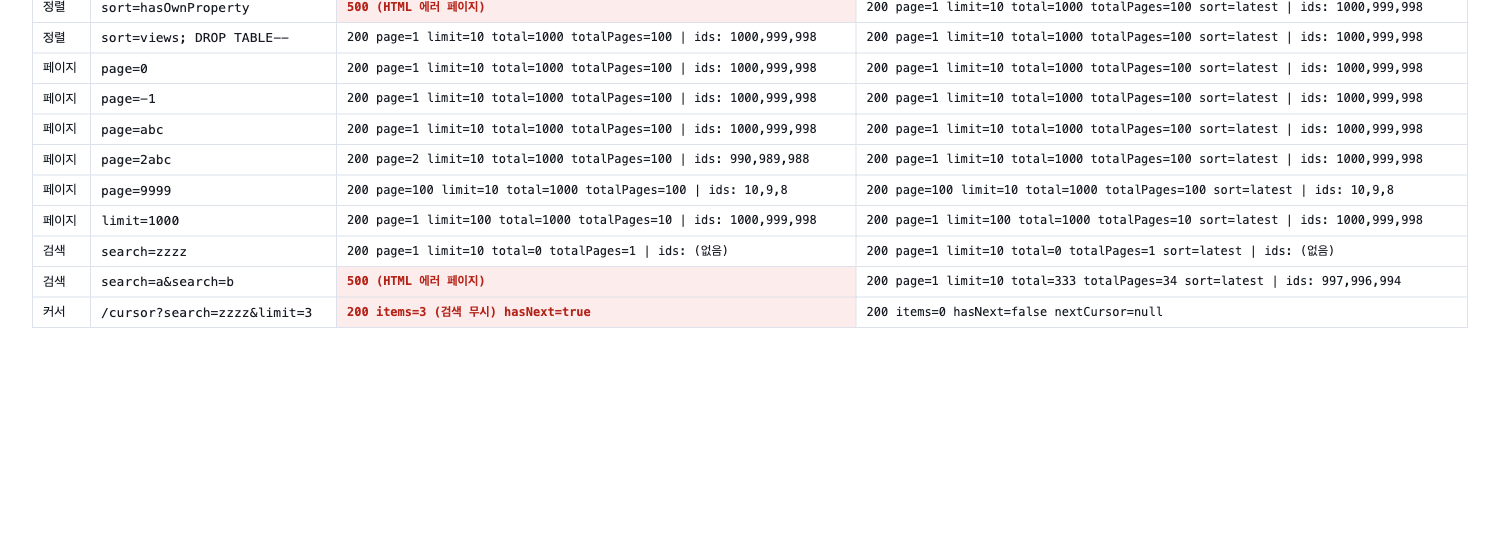 정렬 sort=hasOwnProperty 500 (HTML 에러 페이지) 200 page=1 limit=10 total=1000 totalPages=100 sort=latest | ids: 1000,999,998
정렬 sort=views; DROP TABLE-- 200 page=1 limit=10 total=1000 totalPages=100 | ids: 1000,999,998 200 page=1 limit=10 total=1000 totalPages=100 sort=latest | ids: 1000,999,998
페이지 page=0 200 page=1 limit=10 total=1000 totalPages=100 | ids: 1000,999,998 200 page=1 limit=10 total=1000 totalPages=100 sort=latest | ids: 1000,999,998
페이지 page=-1 200 page=1 limit=10 total=1000 totalPages=100 | ids: 1000,999,998 200 page=1 limit=10 total=1000 totalPages=100 sort=latest | ids: 1000,999,998
페이지 page=abc 200 page=1 limit=10 total=1000 totalPages=100 | ids: 1000,999,998 200 page=1 limit=10 total=1000 totalPages=100 sort=latest | ids: 1000,999,998
페이지 page=2abc 200 page=2 limit=10 total=1000 totalPages=100 | ids: 990,989,988 200 page=1 limit=10 total=1000 totalPages=100 sort=latest | ids: 1000,999,998
페이지 page=9999 200 page=100 limit=10 total=1000 totalPages=100 | ids: 10,9,8 200 page=100 limit=10 total=1000 totalPages=100 sort=latest | ids: 10,9,8
페이지 limit=1000 200 page=1 limit=100 total=1000 totalPages=10 | ids: 1000,999,998 200 page=1 limit=100 total=1000 totalPages=10 sort=latest | ids: 1000,999,998
검색 search=zzzz 200 page=1 limit=10 total=0 totalPages=1 | ids: (없음) 200 page=1 limit=10 total=0 totalPages=1 sort=latest | ids: (없음)
검색 search=a&search=b 500 (HTML 에러 페이지) 200 page=1 limit=10 total=333 totalPages=34 sort=latest | ids: 997,996,994
커서 /cursor?search=zzzz&limit=3 200 items=3 (검색 무시) hasNext=true 200 items=0 hasNext=false nextCursor=null